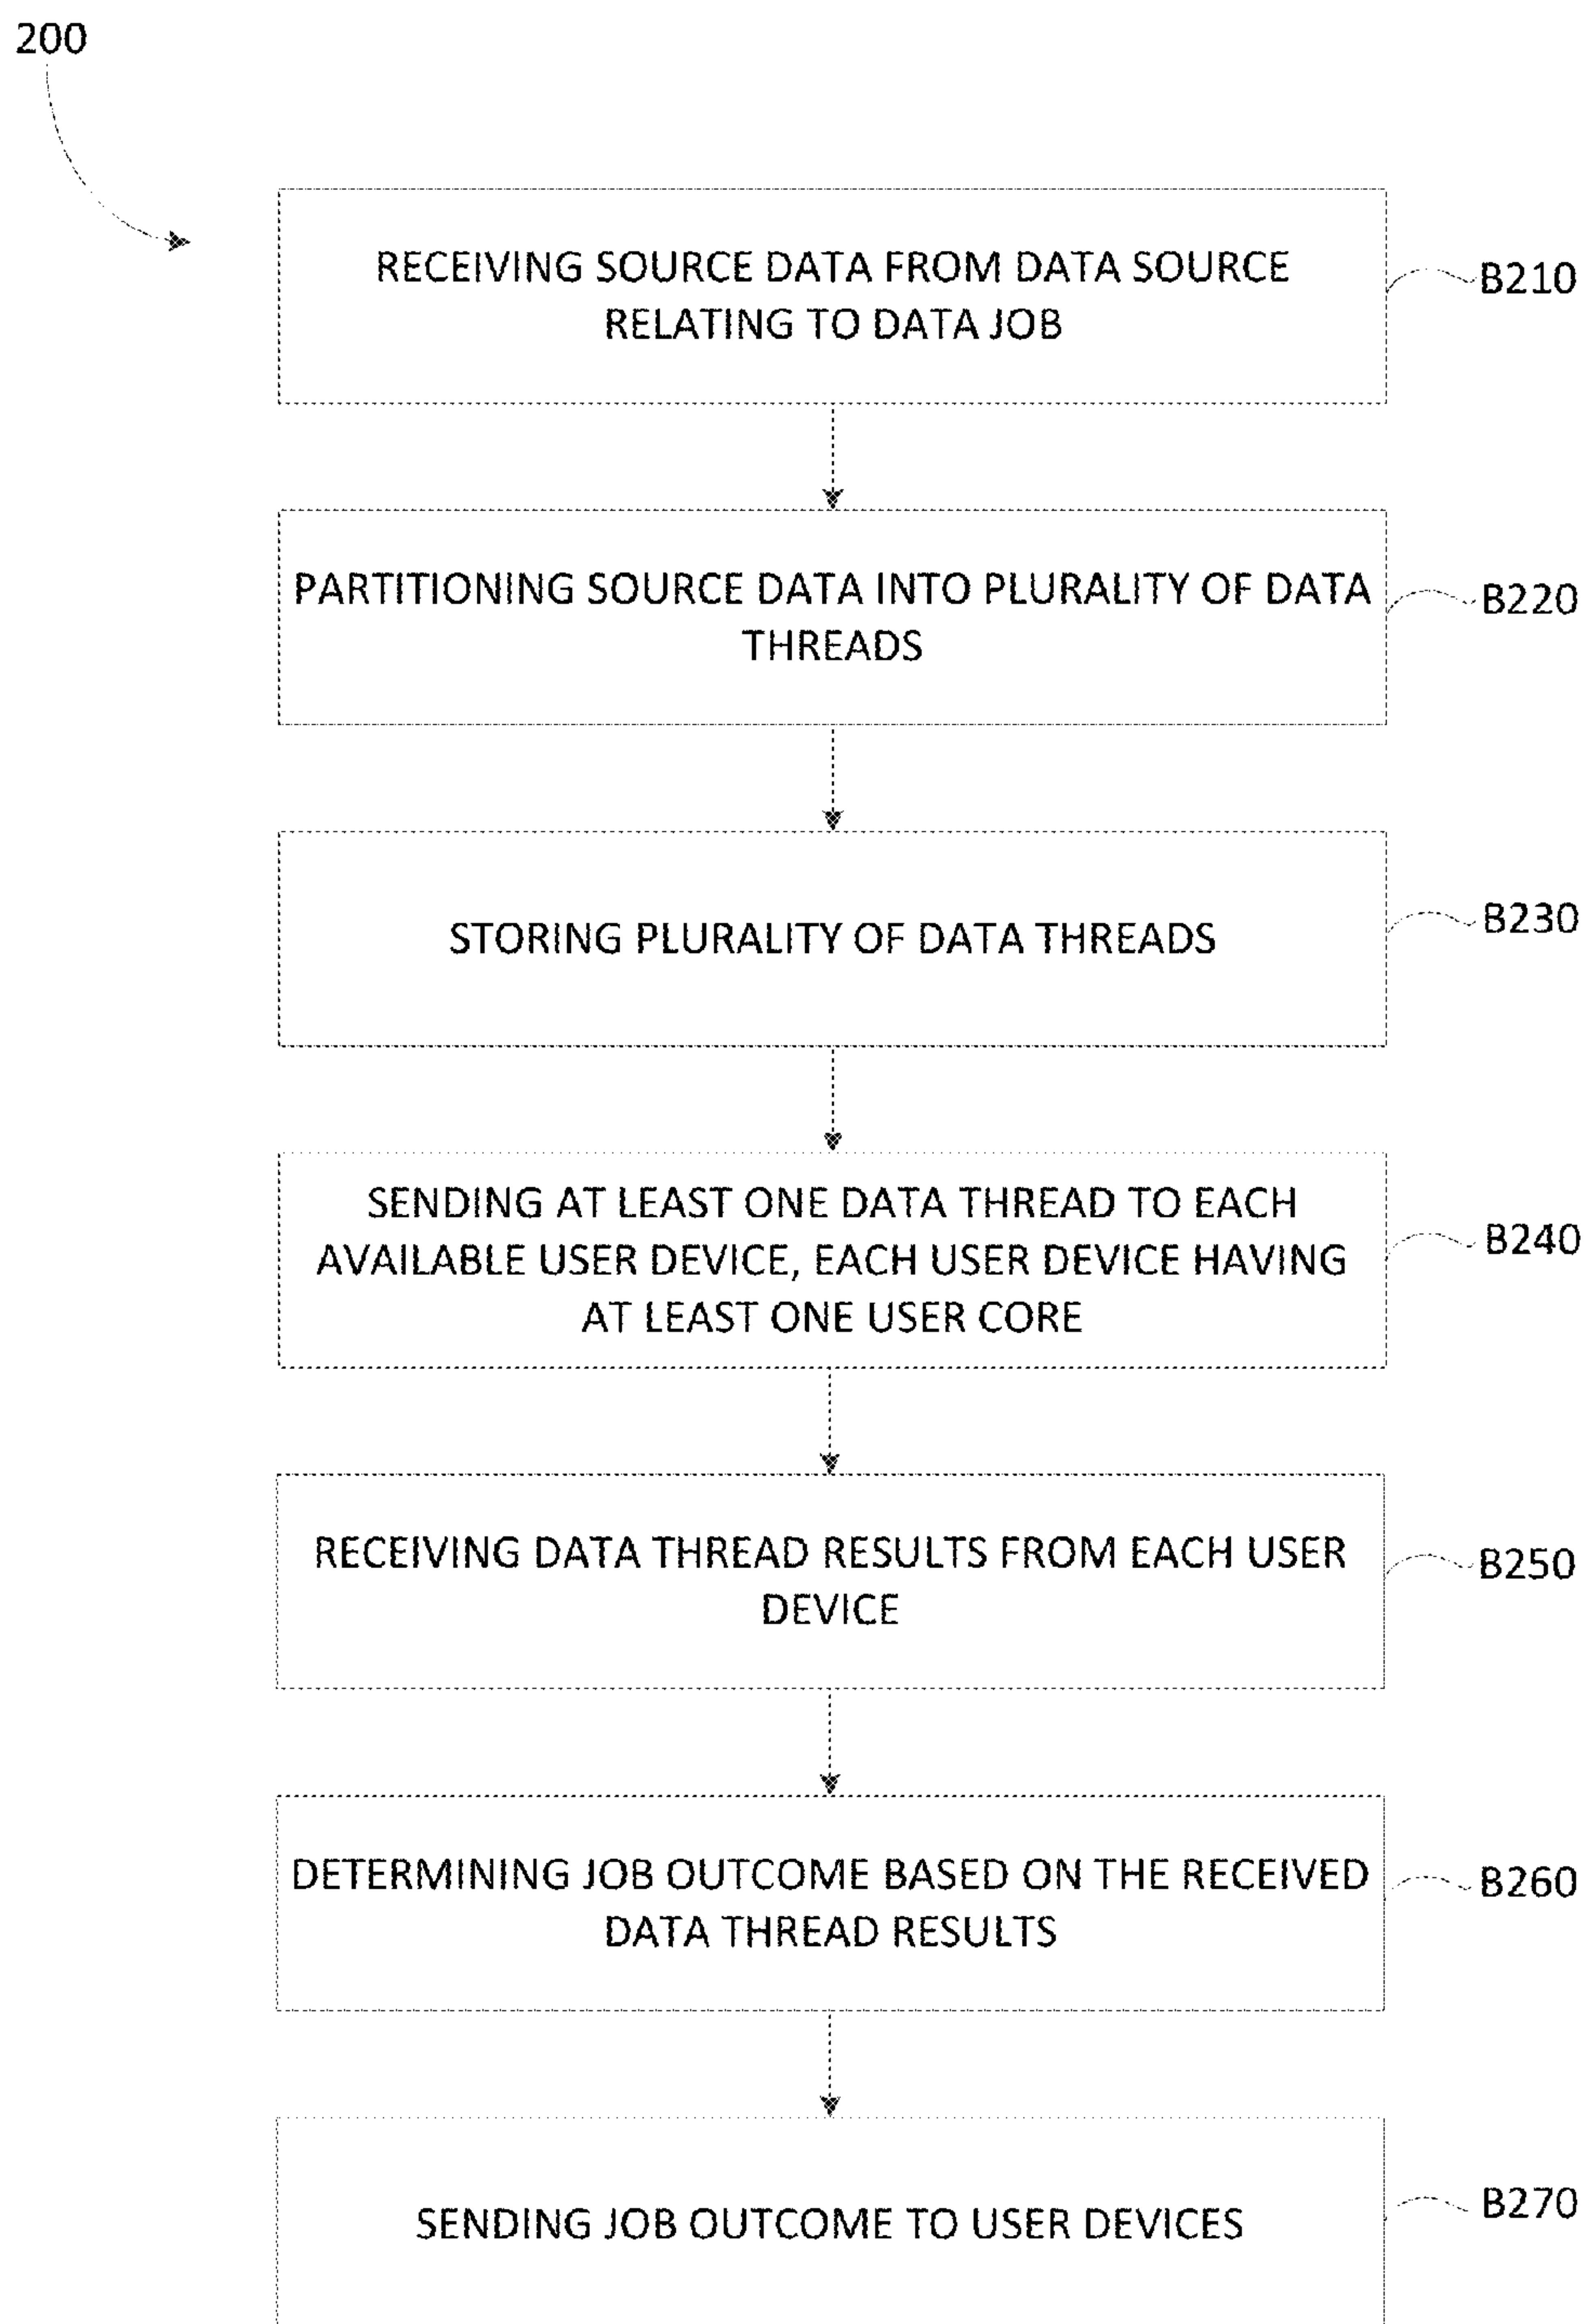 200
RECEIVING SOURCE DATA FROM DATA SOURCE
RELATING TO DATA JOB
B210
PARTITIONING SOURCE DATA INTO PLURALITY OF DATA
THREADS
B220
STORING PLURALITY OF DATA THREADS
B230
SENDING AT LEAST ONE DATA THREAD TO EACH
AVAILABLE USER DEVICE, EACH USER DEVICE HAVING
AT LEAST ONE USER CORE
B240
RECEIVING DATA THREAD RESULTS FROM EACH USER
DEVICE
B250
DETERMINING JOB OUTCOME BASED ON THE RECEIVED
DATA THREAD RESULTS
B260
SENDING JOB OUTCOME TO USER DEVICES
B270